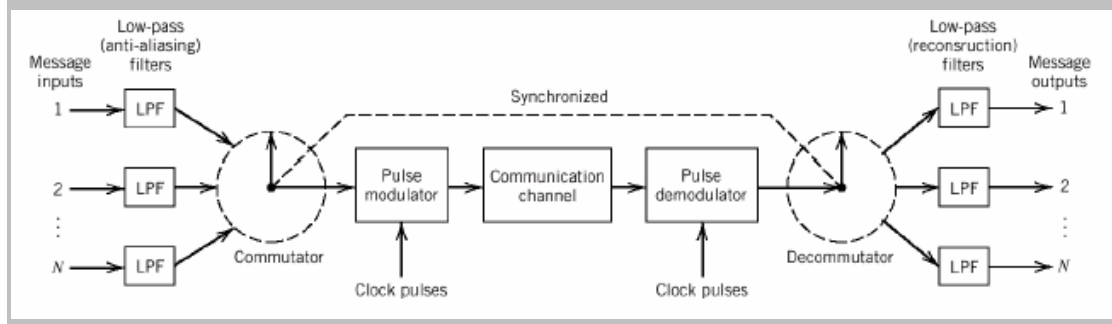 Low-pass
(anti-aliasing)
filters
Message
inputs
1
LPF
2
LPF
⋮
N
LPF
Commutator
Synchronized
Pulse
modulator
Clock pulses
Communication
channel
Pulse
demodulator
Clock pulses
Decommutator
Low-pass
(reconsruction)
filters
Message
outputs
LPF
1
LPF
2
⋮
LPF
N